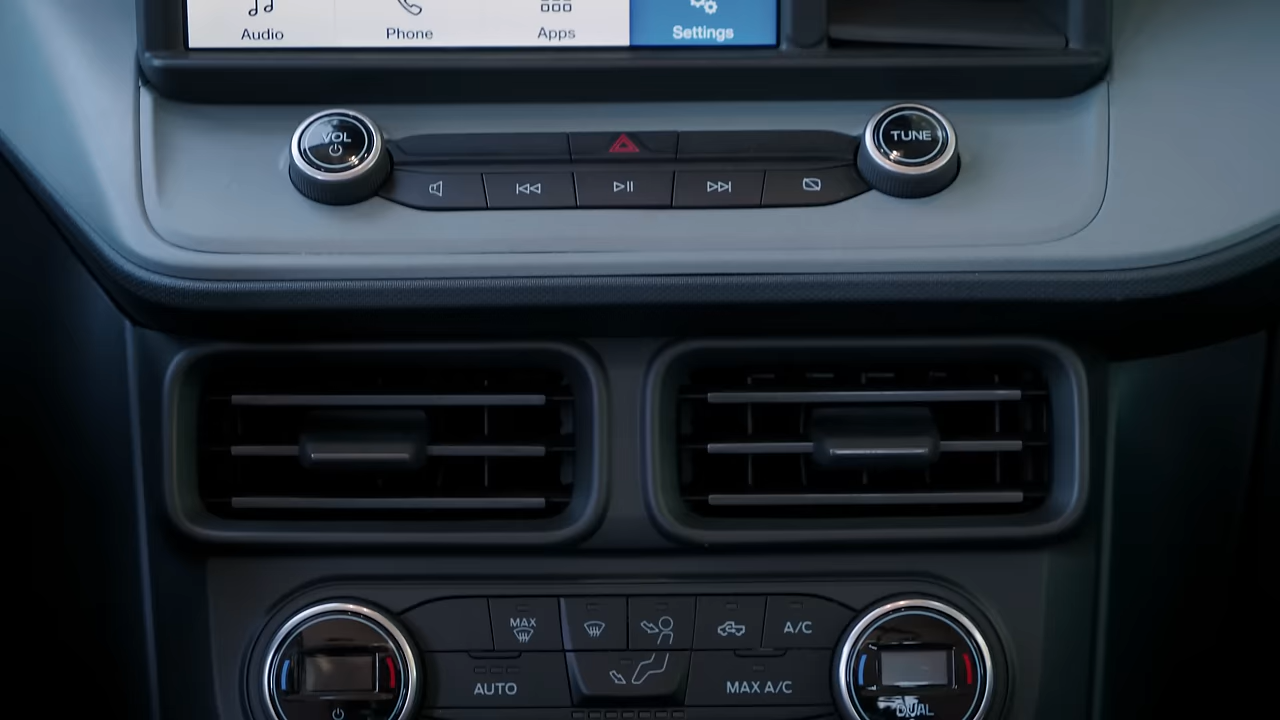 Audio
Phone
Apps
Settings
VOL
TUNE
MAX
A/C
AUTO
MAX A/C
DUAL